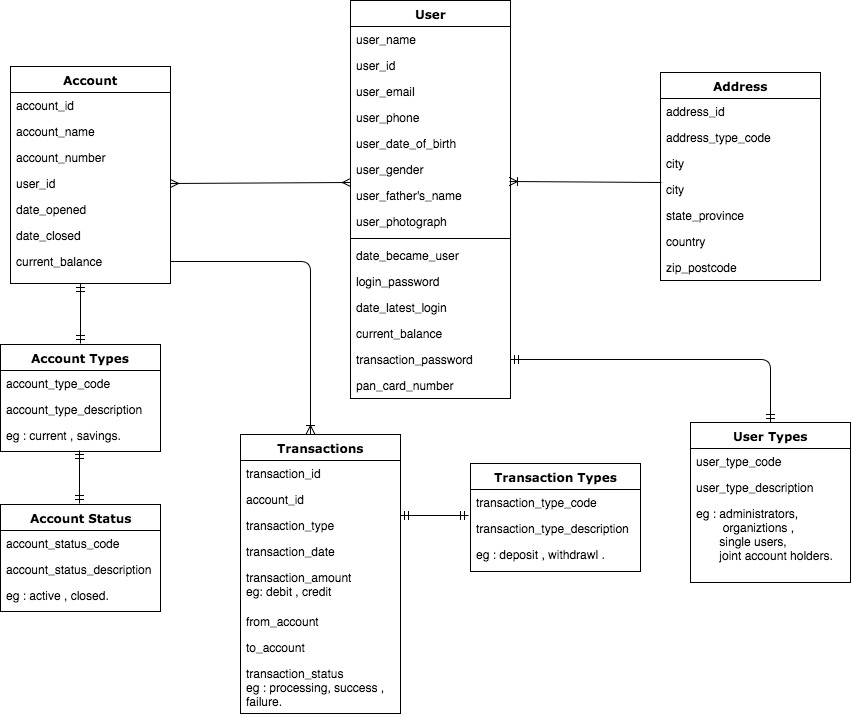 User
user_name
user_id
user_email
user_phone
user_date_of_birth
user_gender
user_father's_name
user_photograph
date_became_user
login_password
date_latest_login
current_balance
transaction_password
pan_card_number
Account
account_id
account_name
account_number
user_id
date_opened
date_closed
current_balance
Address
address_id
address_type_code
city
city
state_province
country
zip_postcode
Account Types
account_type_code
account_type_description
eg : current , savings.
Account Status
account_status_code
account_status_description
eg : active , closed.
Transactions
transaction_id
account_id
transaction_type
transaction_date
transaction_amount
eg: debit , credit
from_account
to_account
transaction_status
eg : processing, success ,
failure.
Transaction Types
transaction_type_code
transaction_type_description
eg : deposit , withdrawl .
User Types
user_type_code
user_type_description
eg : administrators,
organiztions ,
single users,
joint account holders.